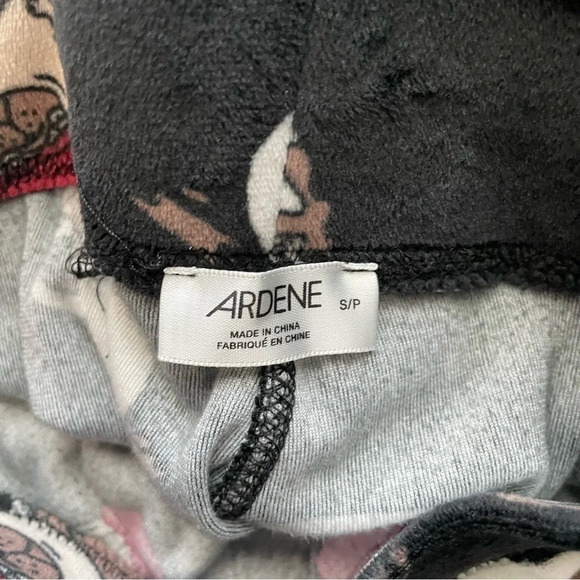 ARDENE S/P
MADE IN CHINA
FABRIQUÉ EN CHINE